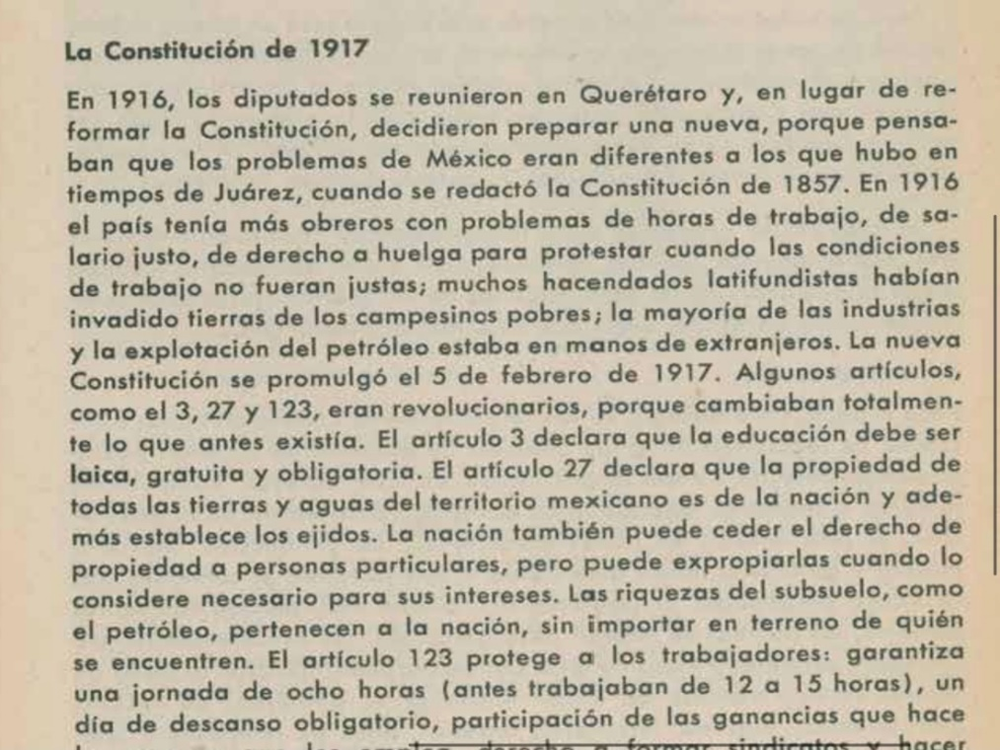 La Constitución de 1917
En 1916, los diputados se reunieron en Querétaro y, en lugar de re-
formar la Constitución, decidieron preparar una nueva, porque pensa-
ban que los problemas de México eran diferentes a los que hubo en
tiempos de Juárez, cuando se redactó la Constitución de 1857. En 1916
el país tenía más obreros con problemas de horas de trabajo, de sa-
lario justo, de derecho a huelga para protestar cuando las condiciones
de trabajo no fueran justas; muchos hacendados latifundistas habían
invadido tierras de los campesinos pobres; la mayoría de las industrias
y la explotación del petróleo estaba en manos de extranjeros. La nueva
Constitución se promulgó el 5 de febrero de 1917. Algunos artículos,
como el 3, 27 y 123, eran revolucionarios, porque cambiaban totalmen-
te lo que antes existía. El artículo 3 declara que la educación debe ser
laica, gratuita y obligatoria. El artículo 27 declara que la propiedad de
todas las tierras y aguas del territorio mexicano es de la nación y ade-
más establece los ejidos. La nación también puede ceder el derecho de
propiedad a personas particulares, pero puede expropiarlas cuando lo
considere necesario para sus intereses. Las riquezas del subsuelo, como
el petróleo, pertenecen a la nación, sin importar en terreno de quién
se encuentren. El artículo 123 protege a los trabajadores: garantiza
una jornada de ocho horas (antes trabajaban de 12 a 15 horas), un
día de descanso obligatorio, participación de las ganancias que hace
derecho a formar sindicatos y hacer